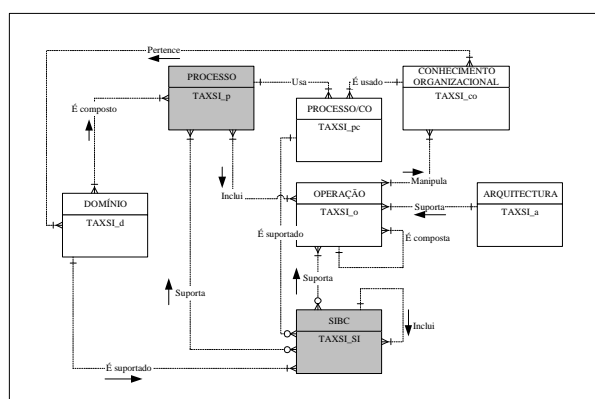 Pertence
PROCESSO
TAXSI_p
Usa
É usado
CONHECIMENTO
ORGANIZACIONAL
TAXSI_co
PROCESSO/CO
TAXSI_pc
É composto
Manipula
Inclui
OPERAÇÃO
TAXSI_o
ARQUITECTURA
TAXSI_a
Suporta
DOMÍNIO
TAXSI_d
É suportado
É composta
Suporta
Suporta
SIBC
TAXSI_SI
Inclui
É suportado